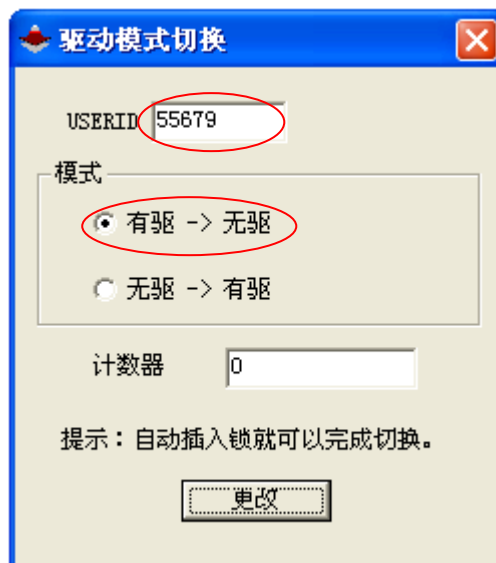 驱动模式切换
USERID 55679
模式
有驱 -> 无驱
无驱 -> 有驱
计数器 0
提示：自动插入锁就可以完成切换。
更改